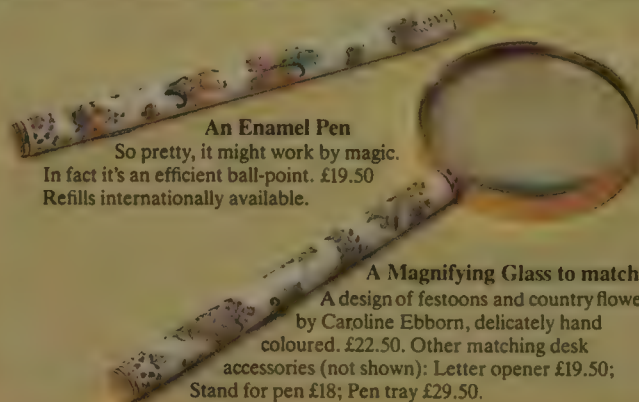 An Enamel Pen
So pretty, it might work by magic.
In fact it's an efficient ball-point. £19.50
Refills internationally available.
A Magnifying Glass to match
A design of festoons and country flowe
by Caroline Ebborn, delicately hand
coloured. £22.50. Other matching desk
accessories (not shown): Letter opener £19.50;
Stand for pen £18; Pen tray £29.50.